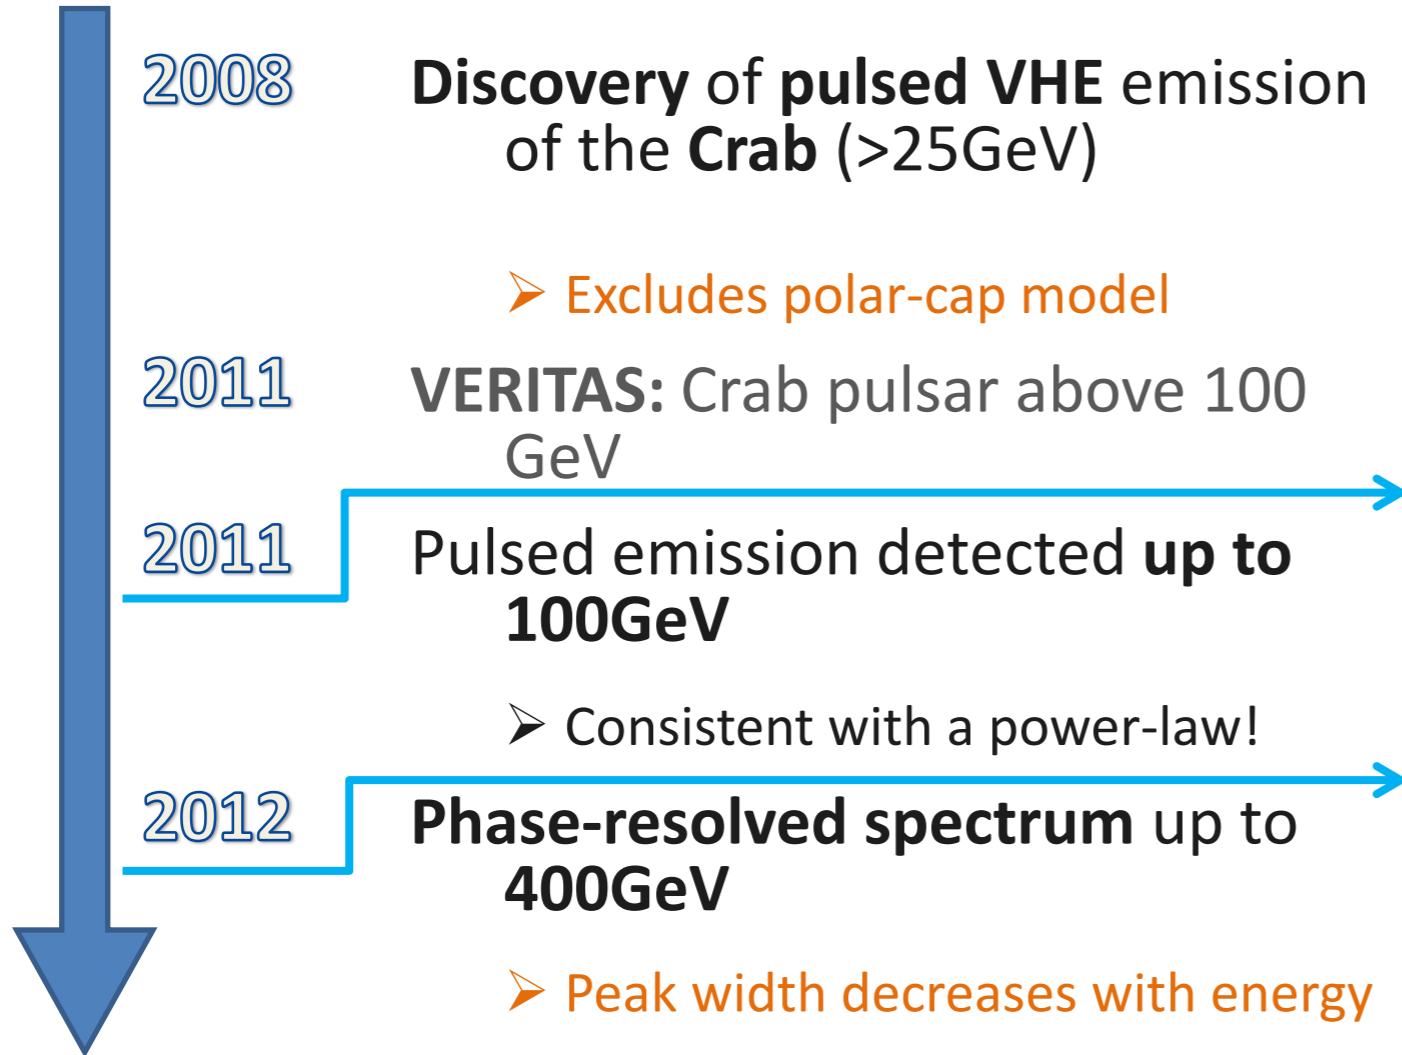 2008 Discovery of pulsed VHE emission
of the Crab (>25GeV)
➢ Excludes polar-cap model
2011 VERITAS: Crab pulsar above 100
GeV
2011 Pulsed emission detected up to
100GeV
➢ Consistent with a power-law!
2012 Phase-resolved spectrum up to
400GeV
➢ Peak width decreases with energy